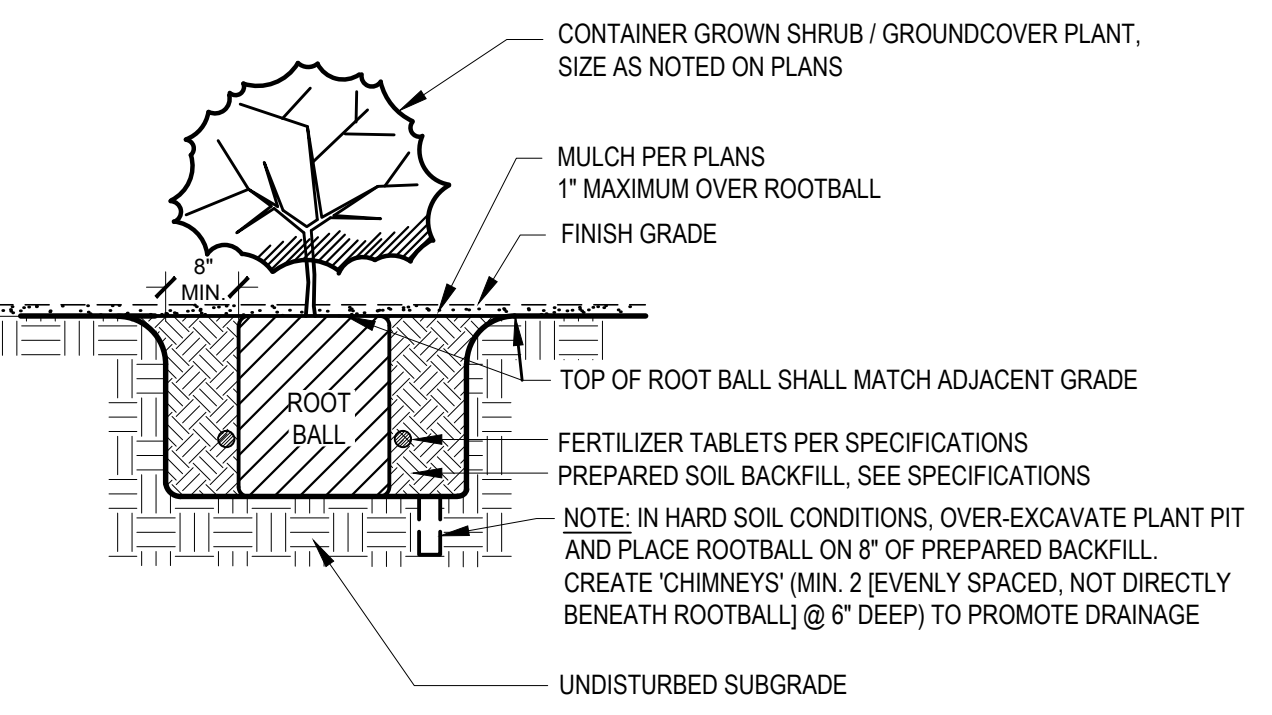 CONTAINER GROWN SHRUB / GROUNDCOVER PLANT,
SIZE AS NOTED ON PLANS
MULCH PER PLANS
1" MAXIMUM OVER ROOTBALL
FINISH GRADE
8"
MIN.
TOP OF ROOT BALL SHALL MATCH ADJACENT GRADE
ROOT
BALL
FERTILIZER TABLETS PER SPECIFICATIONS
PREPARED SOIL BACKFILL, SEE SPECIFICATIONS
NOTE: IN HARD SOIL CONDITIONS, OVER-EXCAVATE PLANT PIT
AND PLACE ROOTBALL ON 8" OF PREPARED BACKFILL.
CREATE 'CHIMNEYS' (MIN. 2 [EVENLY SPACED, NOT DIRECTLY
BENEATH ROOTBALL] @ 6" DEEP) TO PROMOTE DRAINAGE
UNDISTURBED SUBGRADE